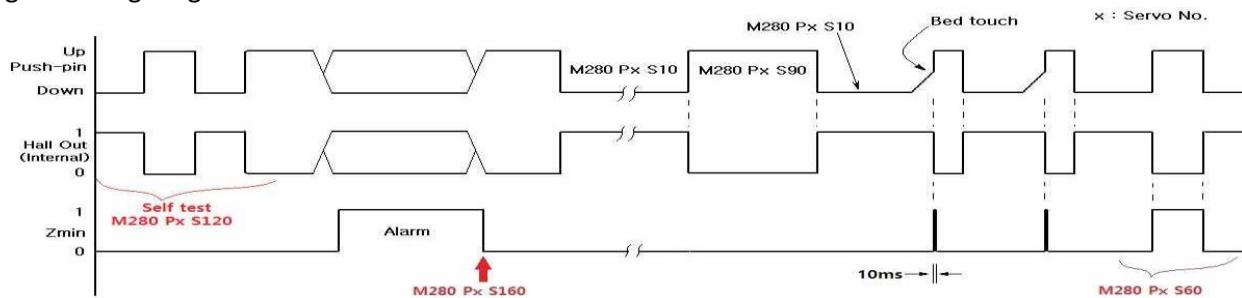 Bed touch
x : Servo No.
M280 Px S10
Up
Push-pin
Down
M280 Px S10
M280 Px S90
1
Hall Out
(Internal)
0
Self test
M280 Px S120
1
Zmin
0
Alarm
10ms
M280 Px S160
M280 Px S60